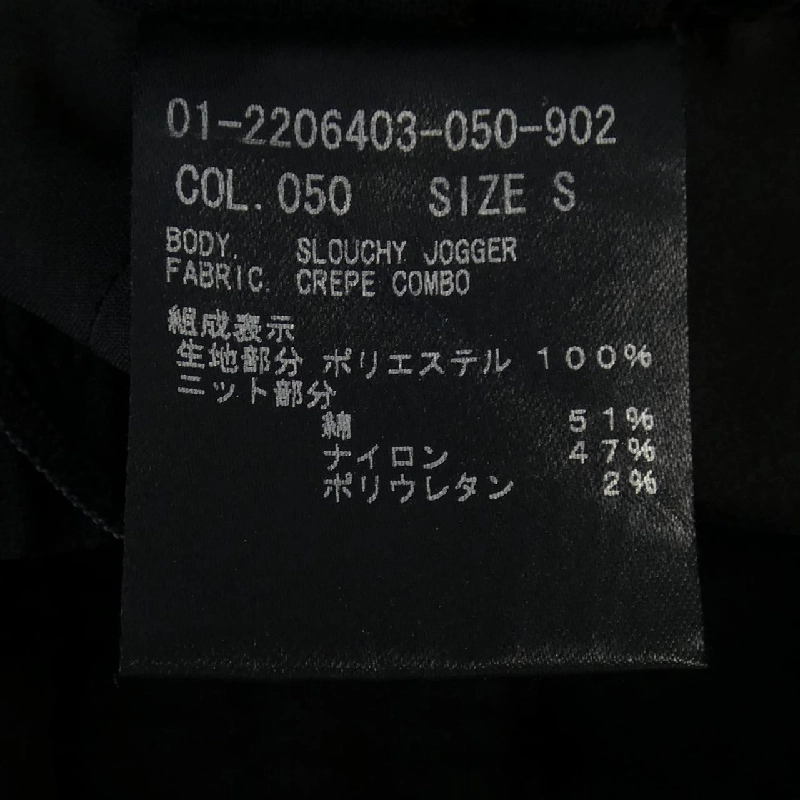 01-2206403-050-902
COL. 050 SIZE S
BODY. SLOUCHY JOGGER
FABRIC. CREPE COMBO
組成表示
生地部分 ポリエステル 100%
ニット部分
綿 51%
ナイロン 47%
ポリウレタン 2%